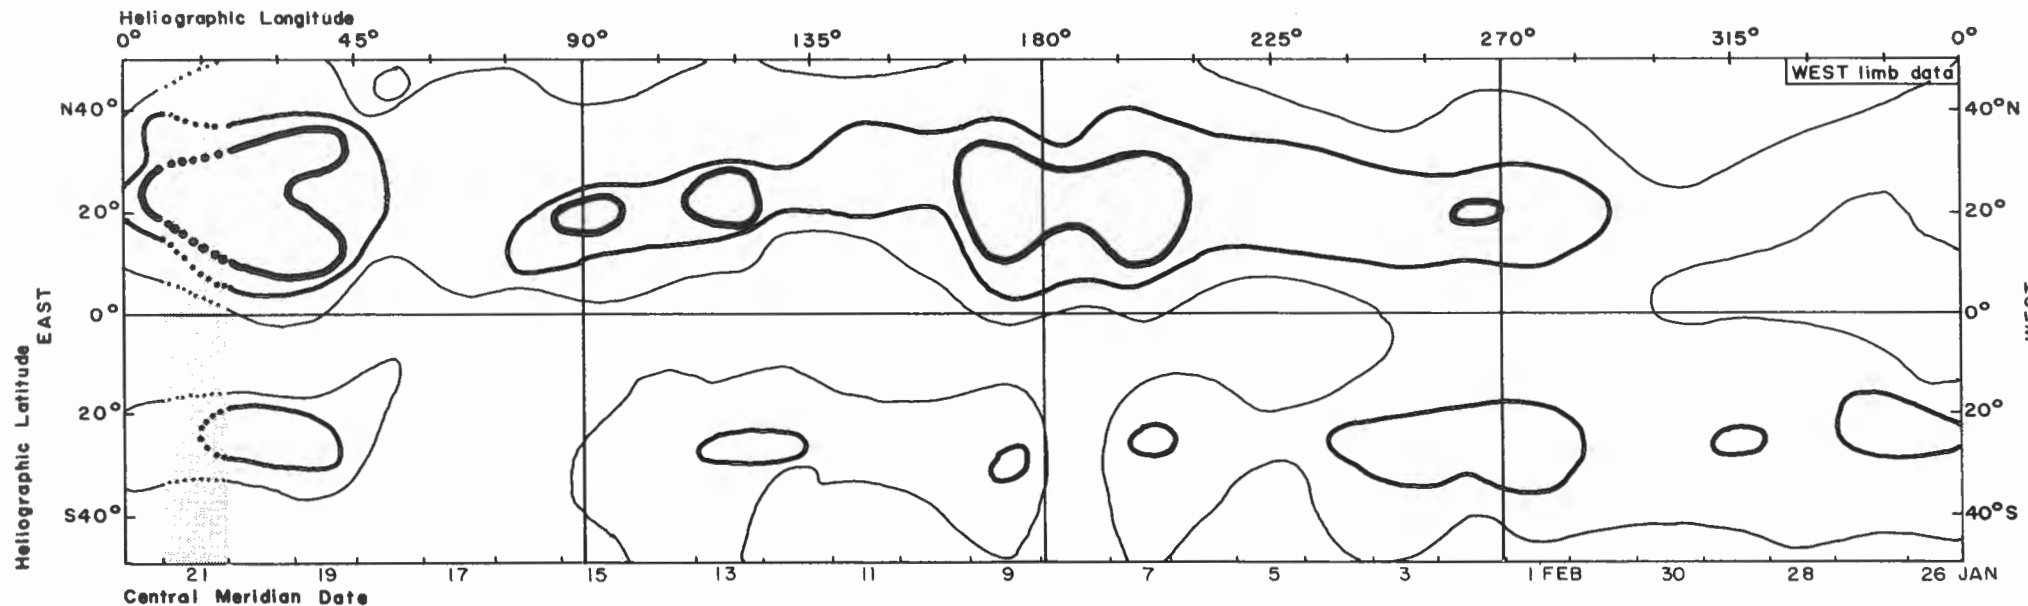 Heliographic Longitude
0° 45° 90° 135° 180° 225° 270° 315° 0°
WEST limb data
N40° 40°N
20° 20°
0° 0°
EAST
20° 20°
S40° 40°S
Heliographic Latitude
21 19 17 15 13 11 9 7 5 3 1 FEB 30 28 26 JAN
Central Meridian Date